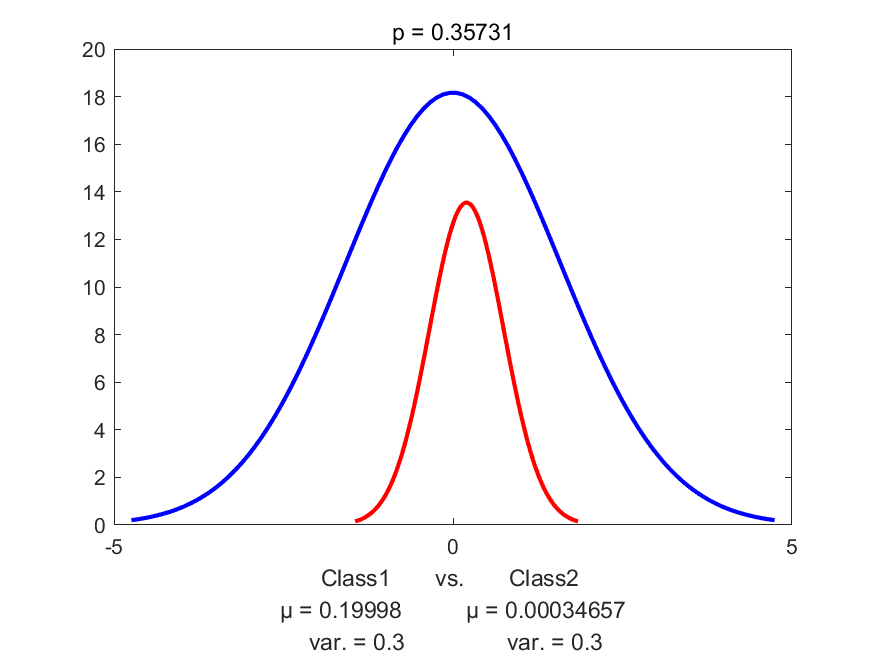 p = 0.35731
20
18
16
14
12
10
8
6
4
2
0
-5 0 5
Class1 vs. Class2
μ = 0.19998 μ = 0.00034657
var. = 0.3 var. = 0.3